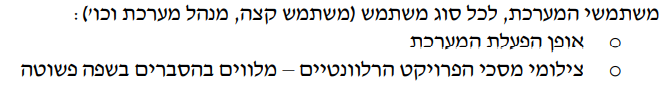 משתמשי המערכת, לכל סוג משתמש (משתמש קצה, מנהל מערכת וכו'):
o אופן הפעלת המערכת
o צילומי מסכי הפרויקט הרלוונטיים – מלווים בהסברים בשפה פשוטה